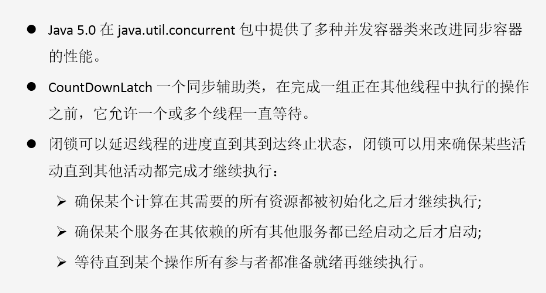 ● Java 5.0 在 java.util.concurrent 包中提供了多种并发容器类来改进同步容器
的性能。
● CountDownLatch 一个同步辅助类，在完成一组正在其他线程中执行的操作
之前，它允许一个或多个线程一直等待。
● 闭锁可以延迟线程的进度直到其到达终止状态，闭锁可以用来确保某些活
动直到其他活动都完成才继续执行：
➢ 确保某个计算在其需要的所有资源都被初始化之后才继续执行;
➢ 确保某个服务在其依赖的所有其他服务都已经启动之后才启动;
➢ 等待直到某个操作所有参与者都准备就绪再继续执行。